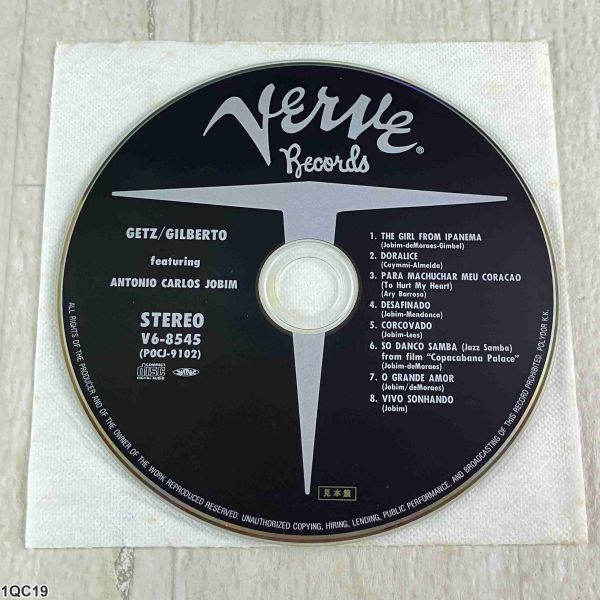 Verve®
Records
GETZ/GILBERTO
featuring
ANTONIO CARLOS JOBIM
STEREO
V6-8545
(POCJ-9102)
COMPACT
disc
DIGITAL AUDIO
1. THE GIRL FROM IPANEMA
(Jobim-deMoraes-Gimbel)
2. DORALICE
(Caymmi-Almeida)
3. PARA MACHUCHAR MEU CORACAO
(To Hurt My Heart)
(Ary Barroso)
4. DESAFINADO
(Jobim-Mendonca)
5. CORCOVADO
(Jobim-Lees)
6. SO DANCO SAMBA (Jazz Samba)
from film "Copacabana Palace"
(Jobim-deMoraes)
7. O GRANDE AMOR
(Jobim/deMoraes)
8. VIVO SONHANDO
(Jobim)
見本盤
ALL RIGHTS OF THE PRODUCER AND OF THE OWNER OF THE WORK REPRODUCED RESERVED. UNAUTHORIZED COPYING, HIRING, LENDING, PUBLIC PERFORMANCE, AND BROADCASTING OF THIS RECORD PROHIBITED. POLYDOR K.K.
1QC19